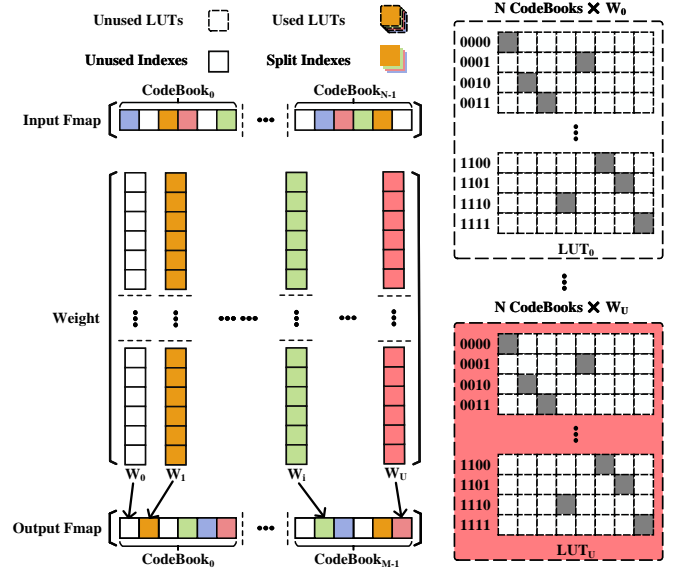 Unused LUTs
Used LUTs
Unused Indexes
Split Indexes
CodeBook0
CodeBookN-1
Input Fmap
Weight
W0
W1
Wi
WU
Output Fmap
CodeBook0
CodeBookM-1
N CodeBooks × W0
0000
0001
0010
0011
1100
1101
1110
1111
LUT0
N CodeBooks × WU
0000
0001
0010
0011
1100
1101
1110
1111
LUTU